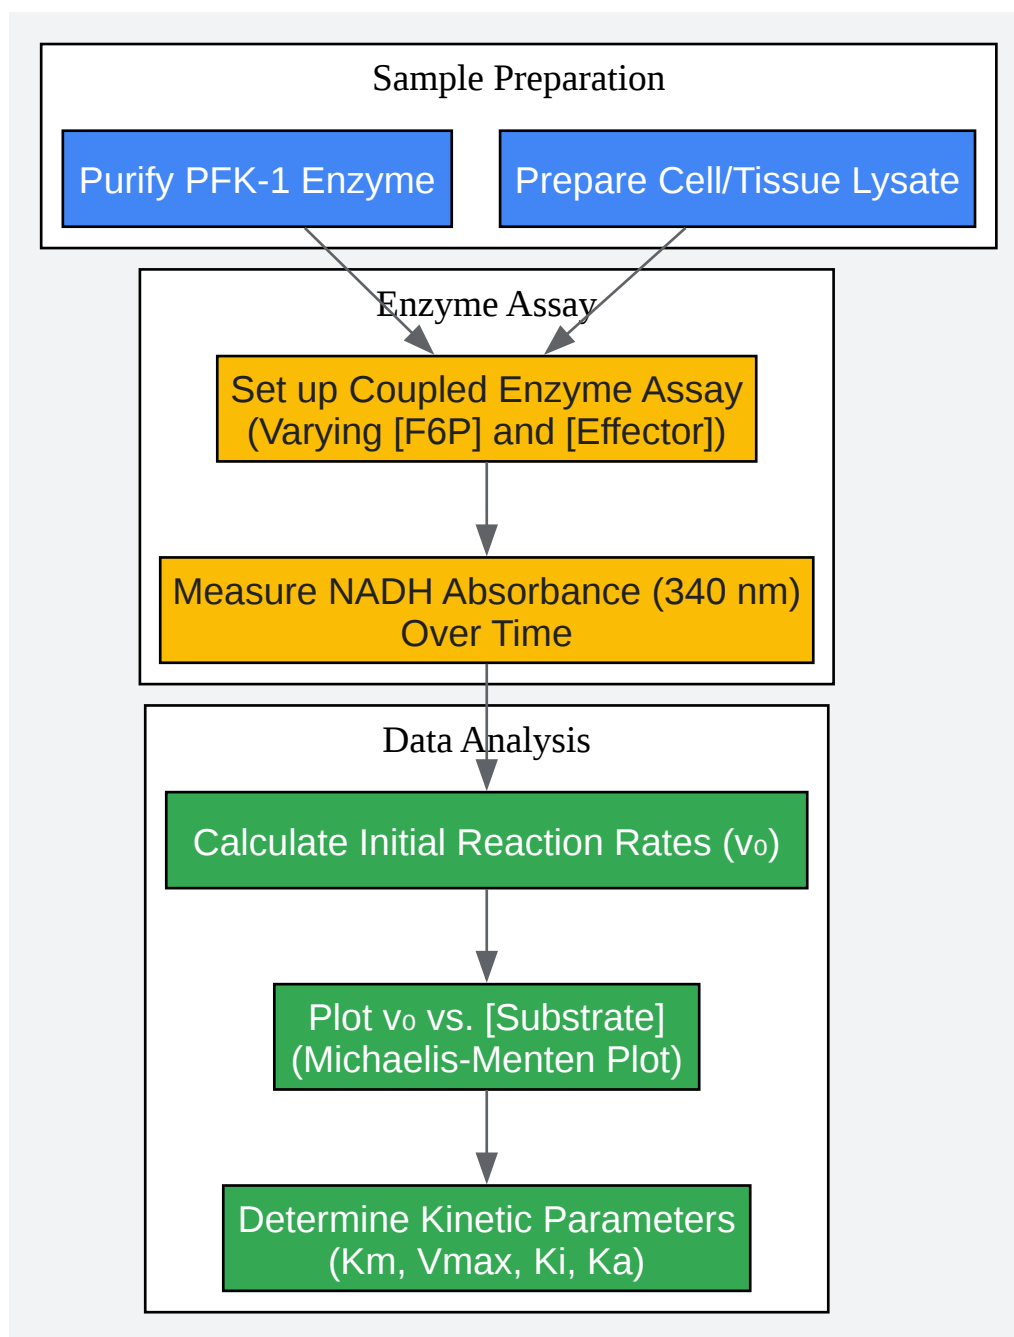 Sample Preparation
Purify PFK-1 Enzyme
Prepare Cell/Tissue Lysate
Enzyme Assay
Set up Coupled Enzyme Assay
(Varying [F6P] and [Effector])
Measure NADH Absorbance (340 nm)
Over Time
Data Analysis
Calculate Initial Reaction Rates (v₀)
Plot v₀ vs. [Substrate]
(Michaelis-Menten Plot)
Determine Kinetic Parameters
(Km, Vmax, Ki, Ka)